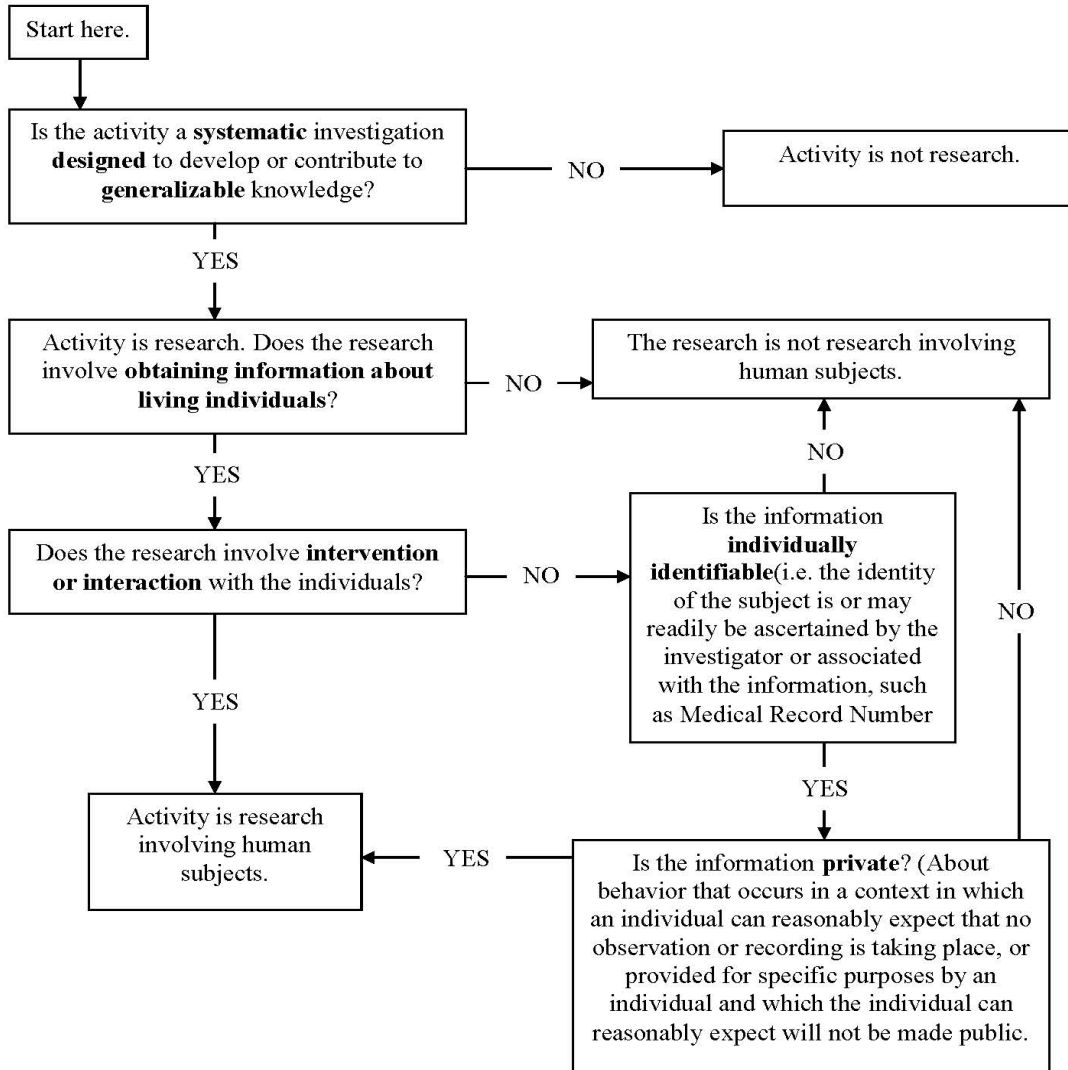 Start here.
Is the activity a systematic investigation
designed to develop or contribute to
generalizable knowledge?
NO
Activity is not research.
YES
Activity is research. Does the research
involve obtaining information about
living individuals?
NO
The research is not research involving
human subjects.
YES
NO
Does the research involve intervention
or interaction with the individuals?
NO
Is the information
individually
identifiable(i.e. the identity
of the subject is or may
readily be ascertained by the
investigator or associated
with the information, such
as Medical Record Number
NO
YES
YES
Activity is research
involving human
subjects.
YES
Is the information private? (About
behavior that occurs in a context in which
an individual can reasonably expect that no
observation or recording is taking place, or
provided for specific purposes by an
individual and which the individual can
reasonably expect will not be made public.